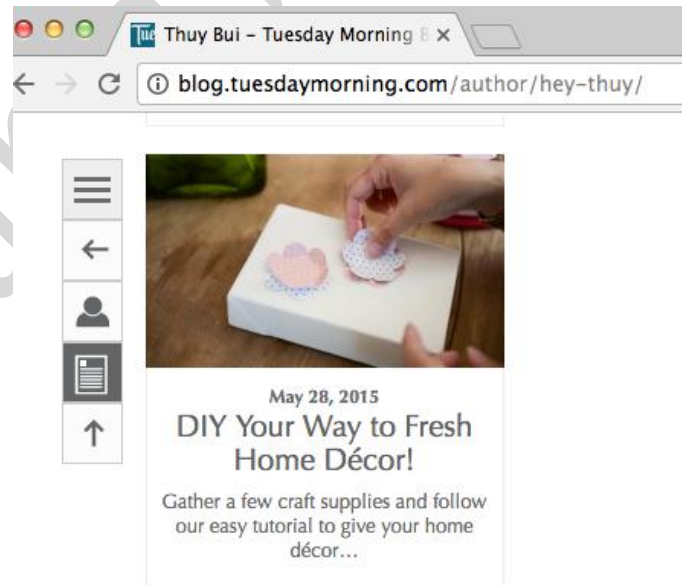 Tue Thuy Bui – Tuesday Morning B
blog.tuesdaymorning.com/author/hey-thuy/
May 28, 2015
DIY Your Way to Fresh
Home Décor!
Gather a few craft supplies and follow
our easy tutorial to give your home
décor…